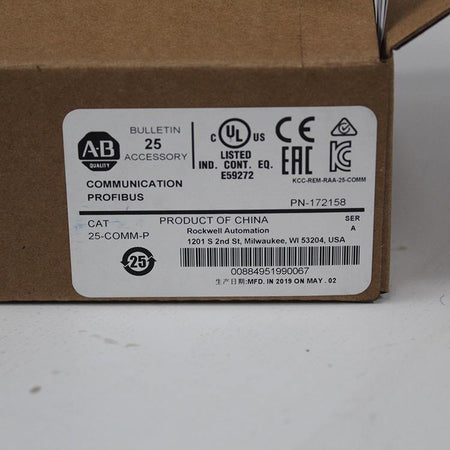 A-B
QUALITY
BULLETIN
25
ACCESSORY
COMMUNICATION
PROFIBUS
C UL US
LISTED
IND. CONT. EQ.
E59272
CE
EAC
KCC-REM-RAA-25-COMM
PN-172158
CAT
25-COMM-P
PRODUCT OF CHINA
SER
A
Rockwell Automation
1201 S 2nd St, Milwaukee, WI 53204, USA
25
00884951990067
生产日期:MFD. IN 2019 ON MAY . 02